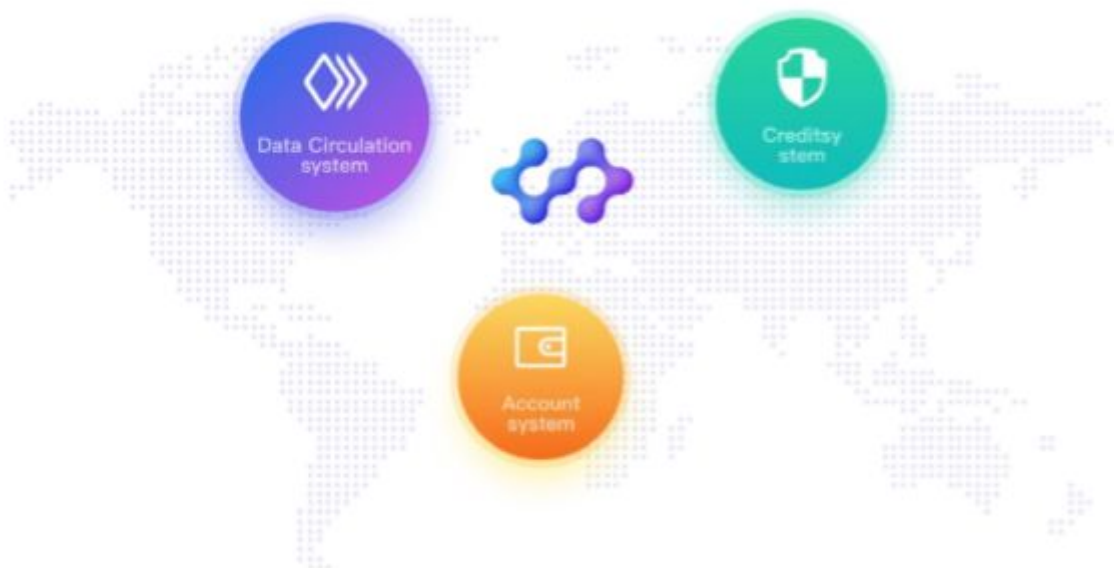 Data Circulation
system
Creditsy
stem
Account
system